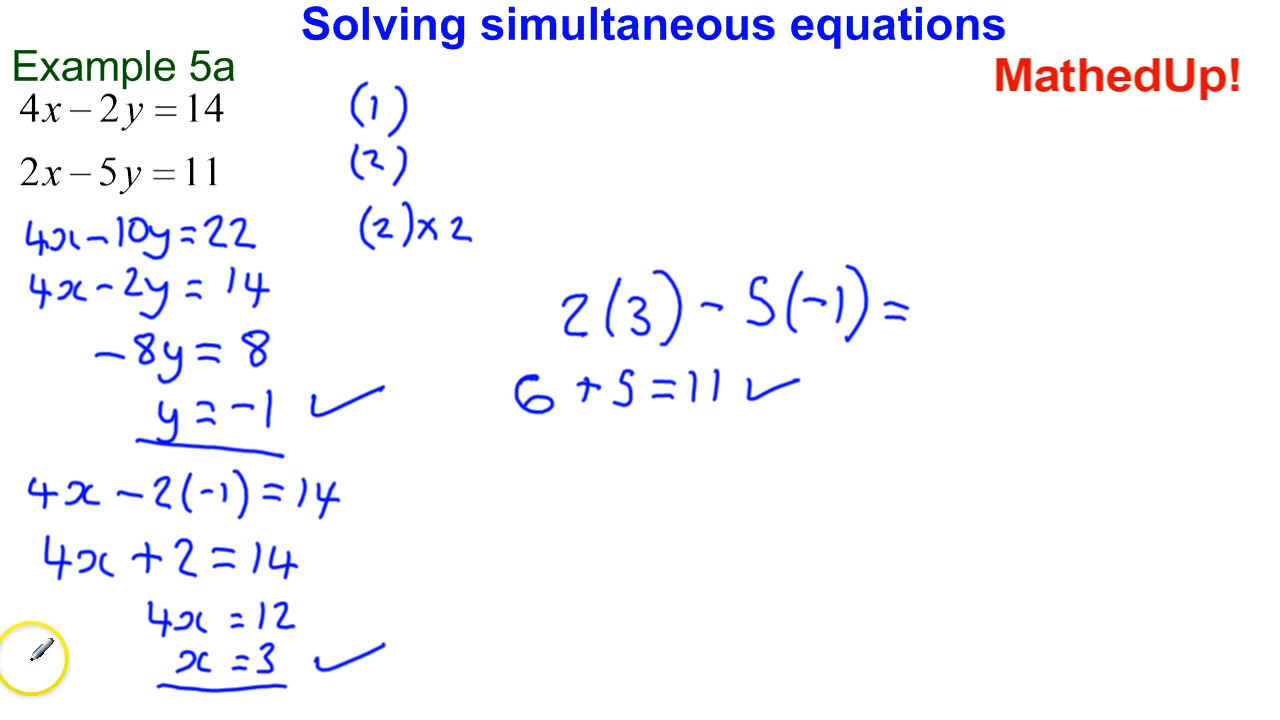 Solving simultaneous equations
MathedUp!
Example 5a
4x − 2y = 14 (1)
2x − 5y = 11 (2)
4x − 10y = 22 (2) × 2
4x − 2y = 14
−8y = 8
y = −1 ✓
4x − 2(−1) = 14
4x + 2 = 14
4x = 12
x = 3 ✓
2(3) − 5(−1) =
6 + 5 = 11 ✓